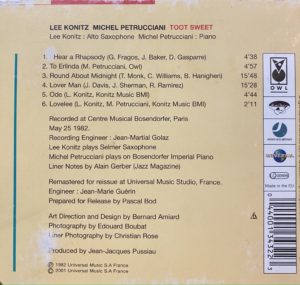 LEE KONITZ MICHEL PETRUCCIANI TOOT SWEET
Lee Konitz : Alto Saxophone Michel Petrucciani : Piano
1. Hear a Rhapsody (G. Fragos, J. Baker, D. Gasparre) 4'38
2. To Erlinda (M. Petrucciani, Owl) 4'57
3. Round About Midnight (T. Monk, C. Williams, B. Hanighen) 15'48
4. Lover Man (J. Davis, J. Sherman, R. Ramirez) 15'28
5. Ode (L. Konitz, Konitz Music BMI) 4'44
6. Lovelee (L. Konitz, Konitz Music BMI) 2'11
Recorded at Centre Musical Bosendorfer, Paris
May 25 1982.
Recording Engineer : Jean-Martial Golaz
Lee Konitz plays Selmer Saxophone
Michel Petrucciani plays on Bosendorfer Imperial Piano
Liner Notes by Alain Gerber (Jazz Magazine)
Remastered for reissue at Universal Music Studio, France.
Engineer : Jean-Marie Guérin
Prepared for Release by Pascal Bod
Art Direction and Design by Bernard Amiard
Photography by Edouard Boubat
Liner Photography by Christian Rose
Produced by Jean-Jacques Pussiau
℗ 1982 Universal Music S.A France
© 2001 Universal Music S.A France
OWL
UNIVERSAL
Made in the EU
0 44001 34322 3